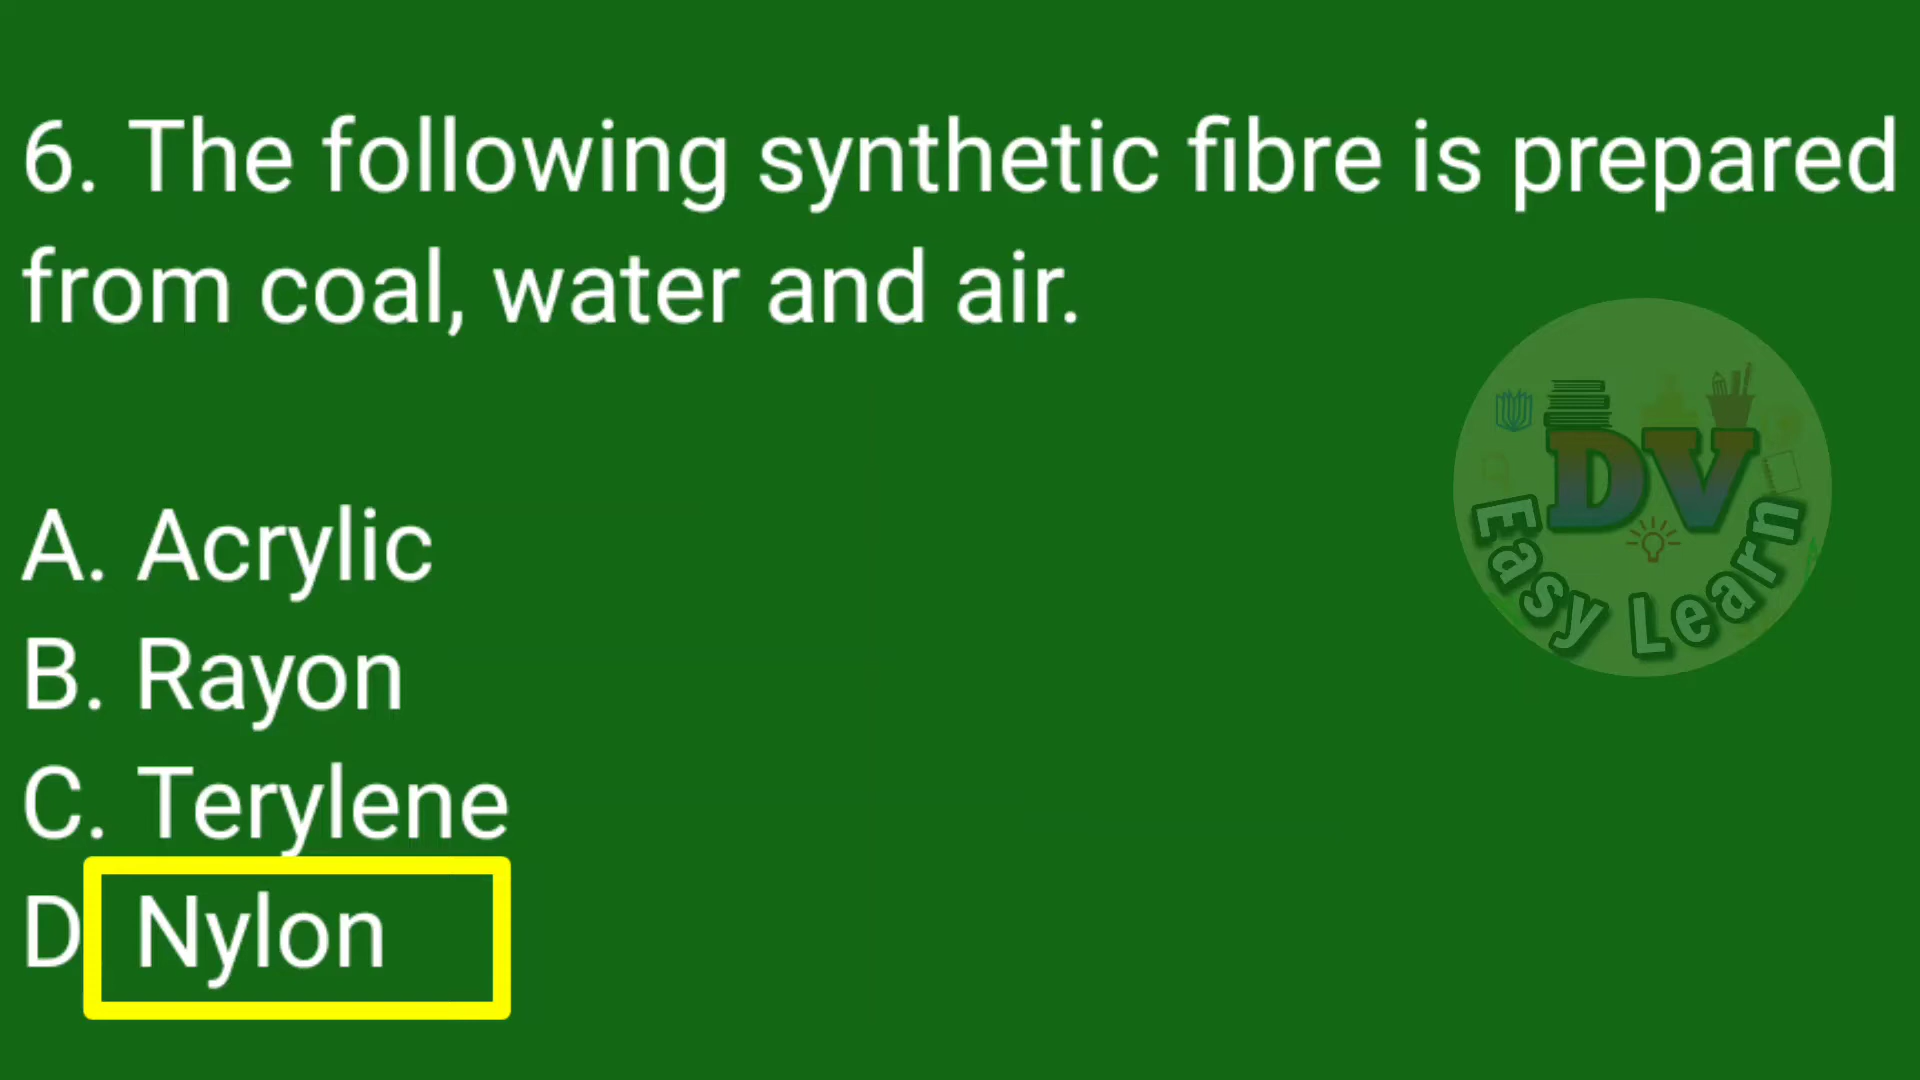 6. The following synthetic fibre is prepared
from coal, water and air.
A. Acrylic
B. Rayon
C. Terylene
D Nylon
DV
Easy Learn